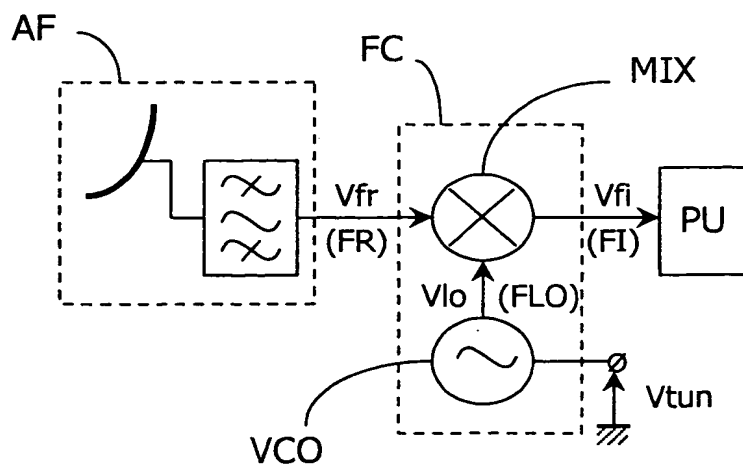 AF
FC
MIX
Vfr
(FR)
Vfi
(FI)
PU
Vlo
(FLO)
Vtun
VCO